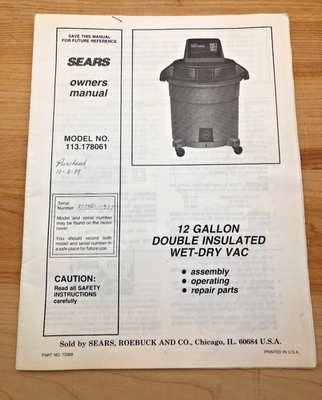 SAVE THIS MANUAL
FOR FUTURE REFERENCE
SEARS
owners
manual
MODEL NO.
113.178061
Purchased
12-2-89
Serial
Number
Model and serial number
may be found on the motor
cover.
You should record both
model and serial number in
a safe place for future use.
CAUTION:
Read all SAFETY
INSTRUCTIONS
carefully
12 GALLON
DOUBLE INSULATED
WET-DRY VAC
• assembly
• operating
• repair parts
Sold by SEARS, ROEBUCK AND CO., Chicago, IL. 60684 U.S.A.
PART NO. 73369
PRINTED IN U.S.A.